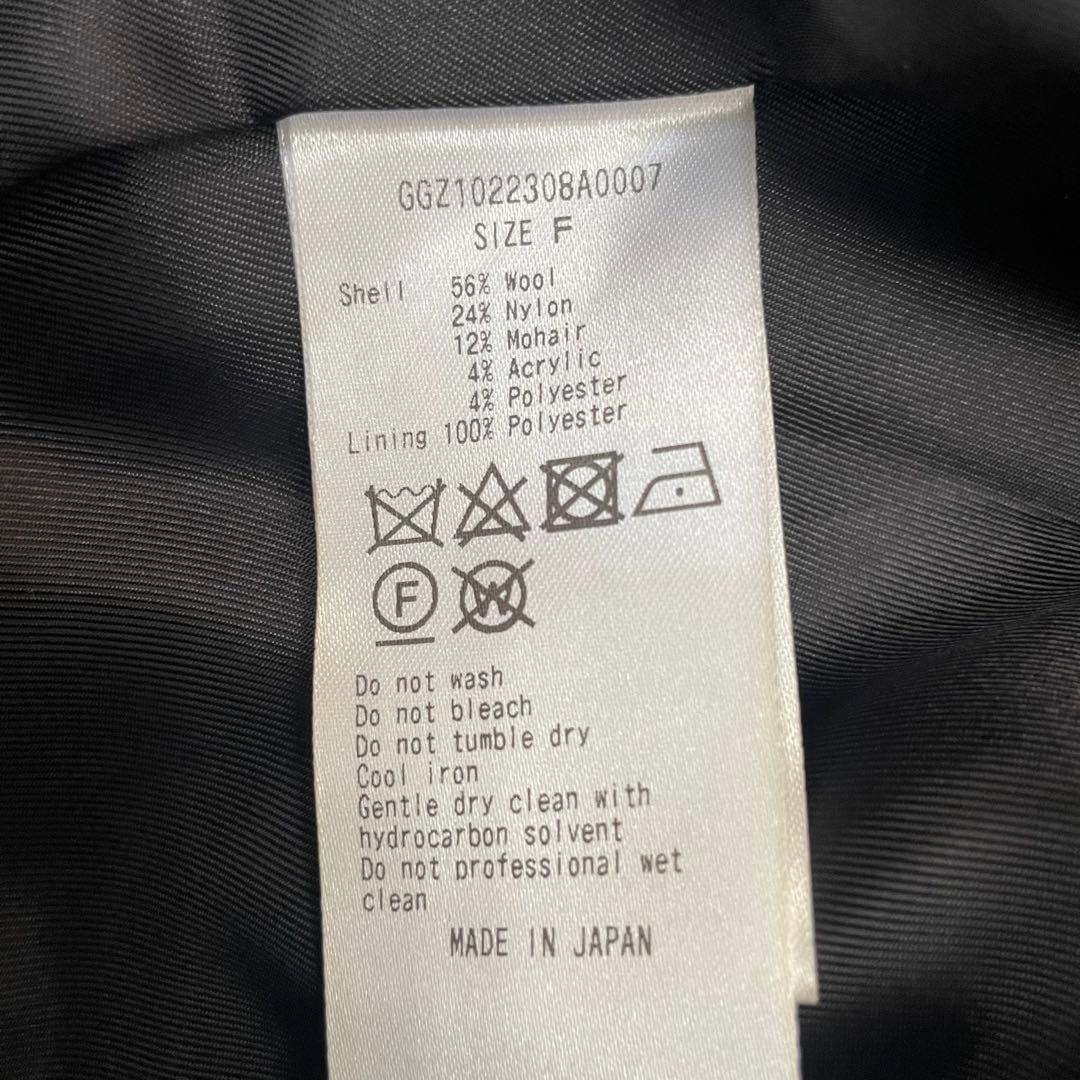 GGZ1022308A0007
SIZE F
Shell 56% Wool
24% Nylon
12% Mohair
4% Acrylic
4% Polyester
Lining 100% Polyester
F W
Do not wash
Do not bleach
Do not tumble dry
Cool iron
Gentle dry clean with
hydrocarbon solvent
Do not professional wet
clean
MADE IN JAPAN